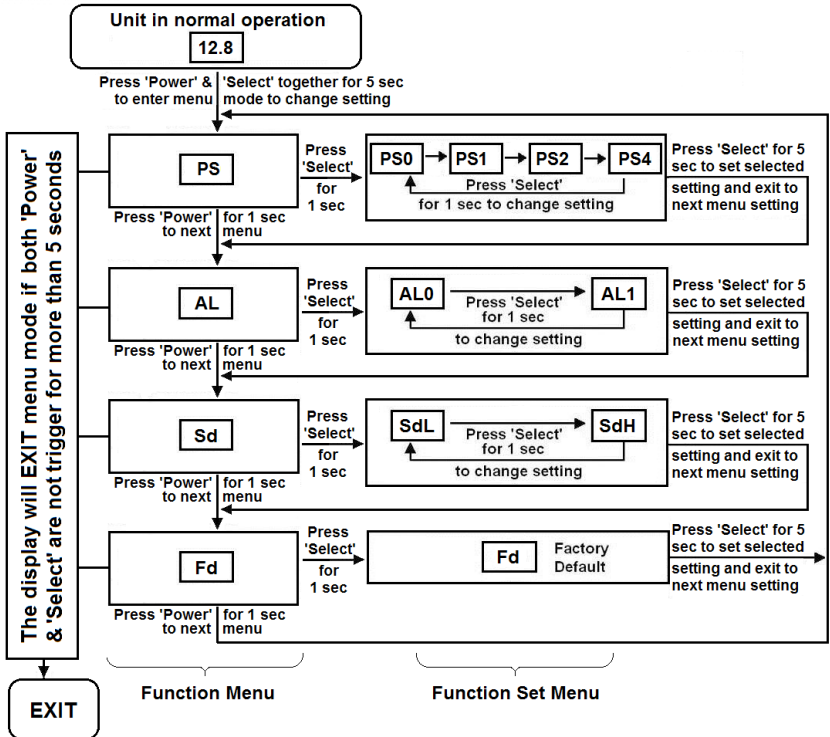 Unit in normal operation
12.8
Press 'Power' & 'Select' together for 5 sec
to enter menu mode to change setting
The display will EXIT menu mode if both 'Power'
& 'Select' are not trigger for more than 5 seconds
EXIT
PS
Press
'Select'
for
1 sec
PS0 PS1 PS2 PS4
Press 'Select'
for 1 sec to change setting
Press 'Select' for 5
sec to set selected
setting and exit to
next menu setting
Press 'Power' for 1 sec
to next menu
AL
Press
'Select'
for
1 sec
AL0 AL1
Press 'Select'
for 1 sec
to change setting
Press 'Select' for 5
sec to set selected
setting and exit to
next menu setting
Press 'Power' for 1 sec
to next menu
Sd
Press
'Select'
for
1 sec
SdL SdH
Press 'Select'
for 1 sec
to change setting
Press 'Select' for 5
sec to set selected
setting and exit to
next menu setting
Press 'Power' for 1 sec
to next menu
Fd
Press
'Select'
for
1 sec
Fd Factory
Default
Press 'Select' for 5
sec to set selected
setting and exit to
next menu setting
Press 'Power' for 1 sec
to next menu
Function Menu
Function Set Menu